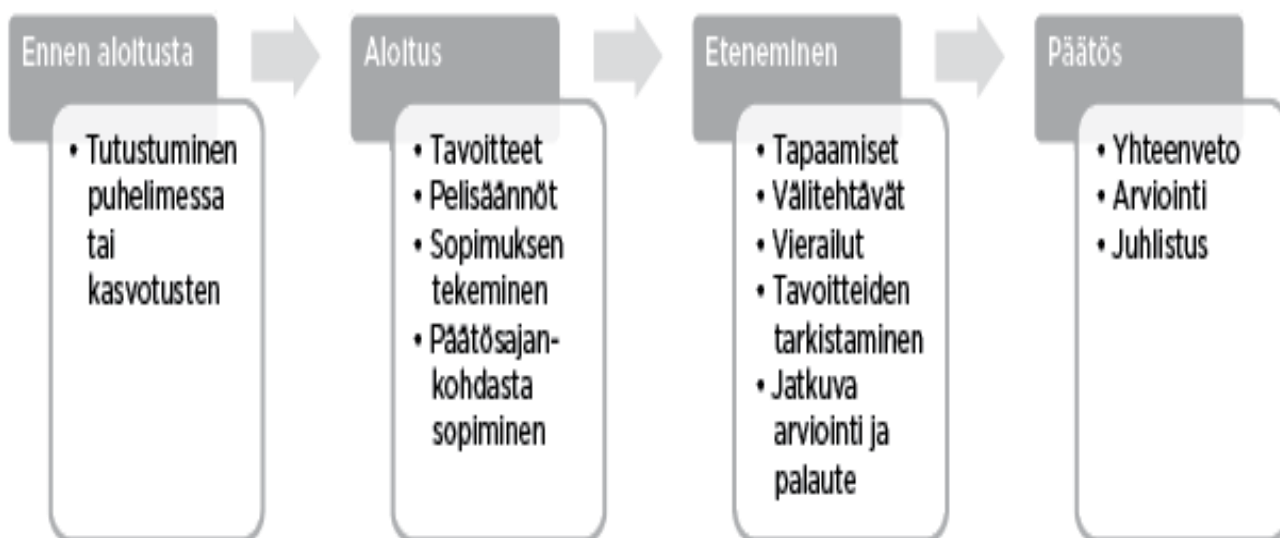 Ennen aloitusta
• Tutustuminen
puhelimessa
tai
kasvotusten
Aloitus
• Tavoitteet
• Pelisäännöt
• Sopimuksen
tekeminen
• Päätösajan-
kohdasta
sopiminen
Eteneminen
• Tapaamiset
• Välitehtävät
• Vierailut
• Tavoitteiden
tarkistaminen
• Jatkuva
arviointi ja
palaute
Päätös
• Yhteenveto
• Arviointi
• Juhlistus